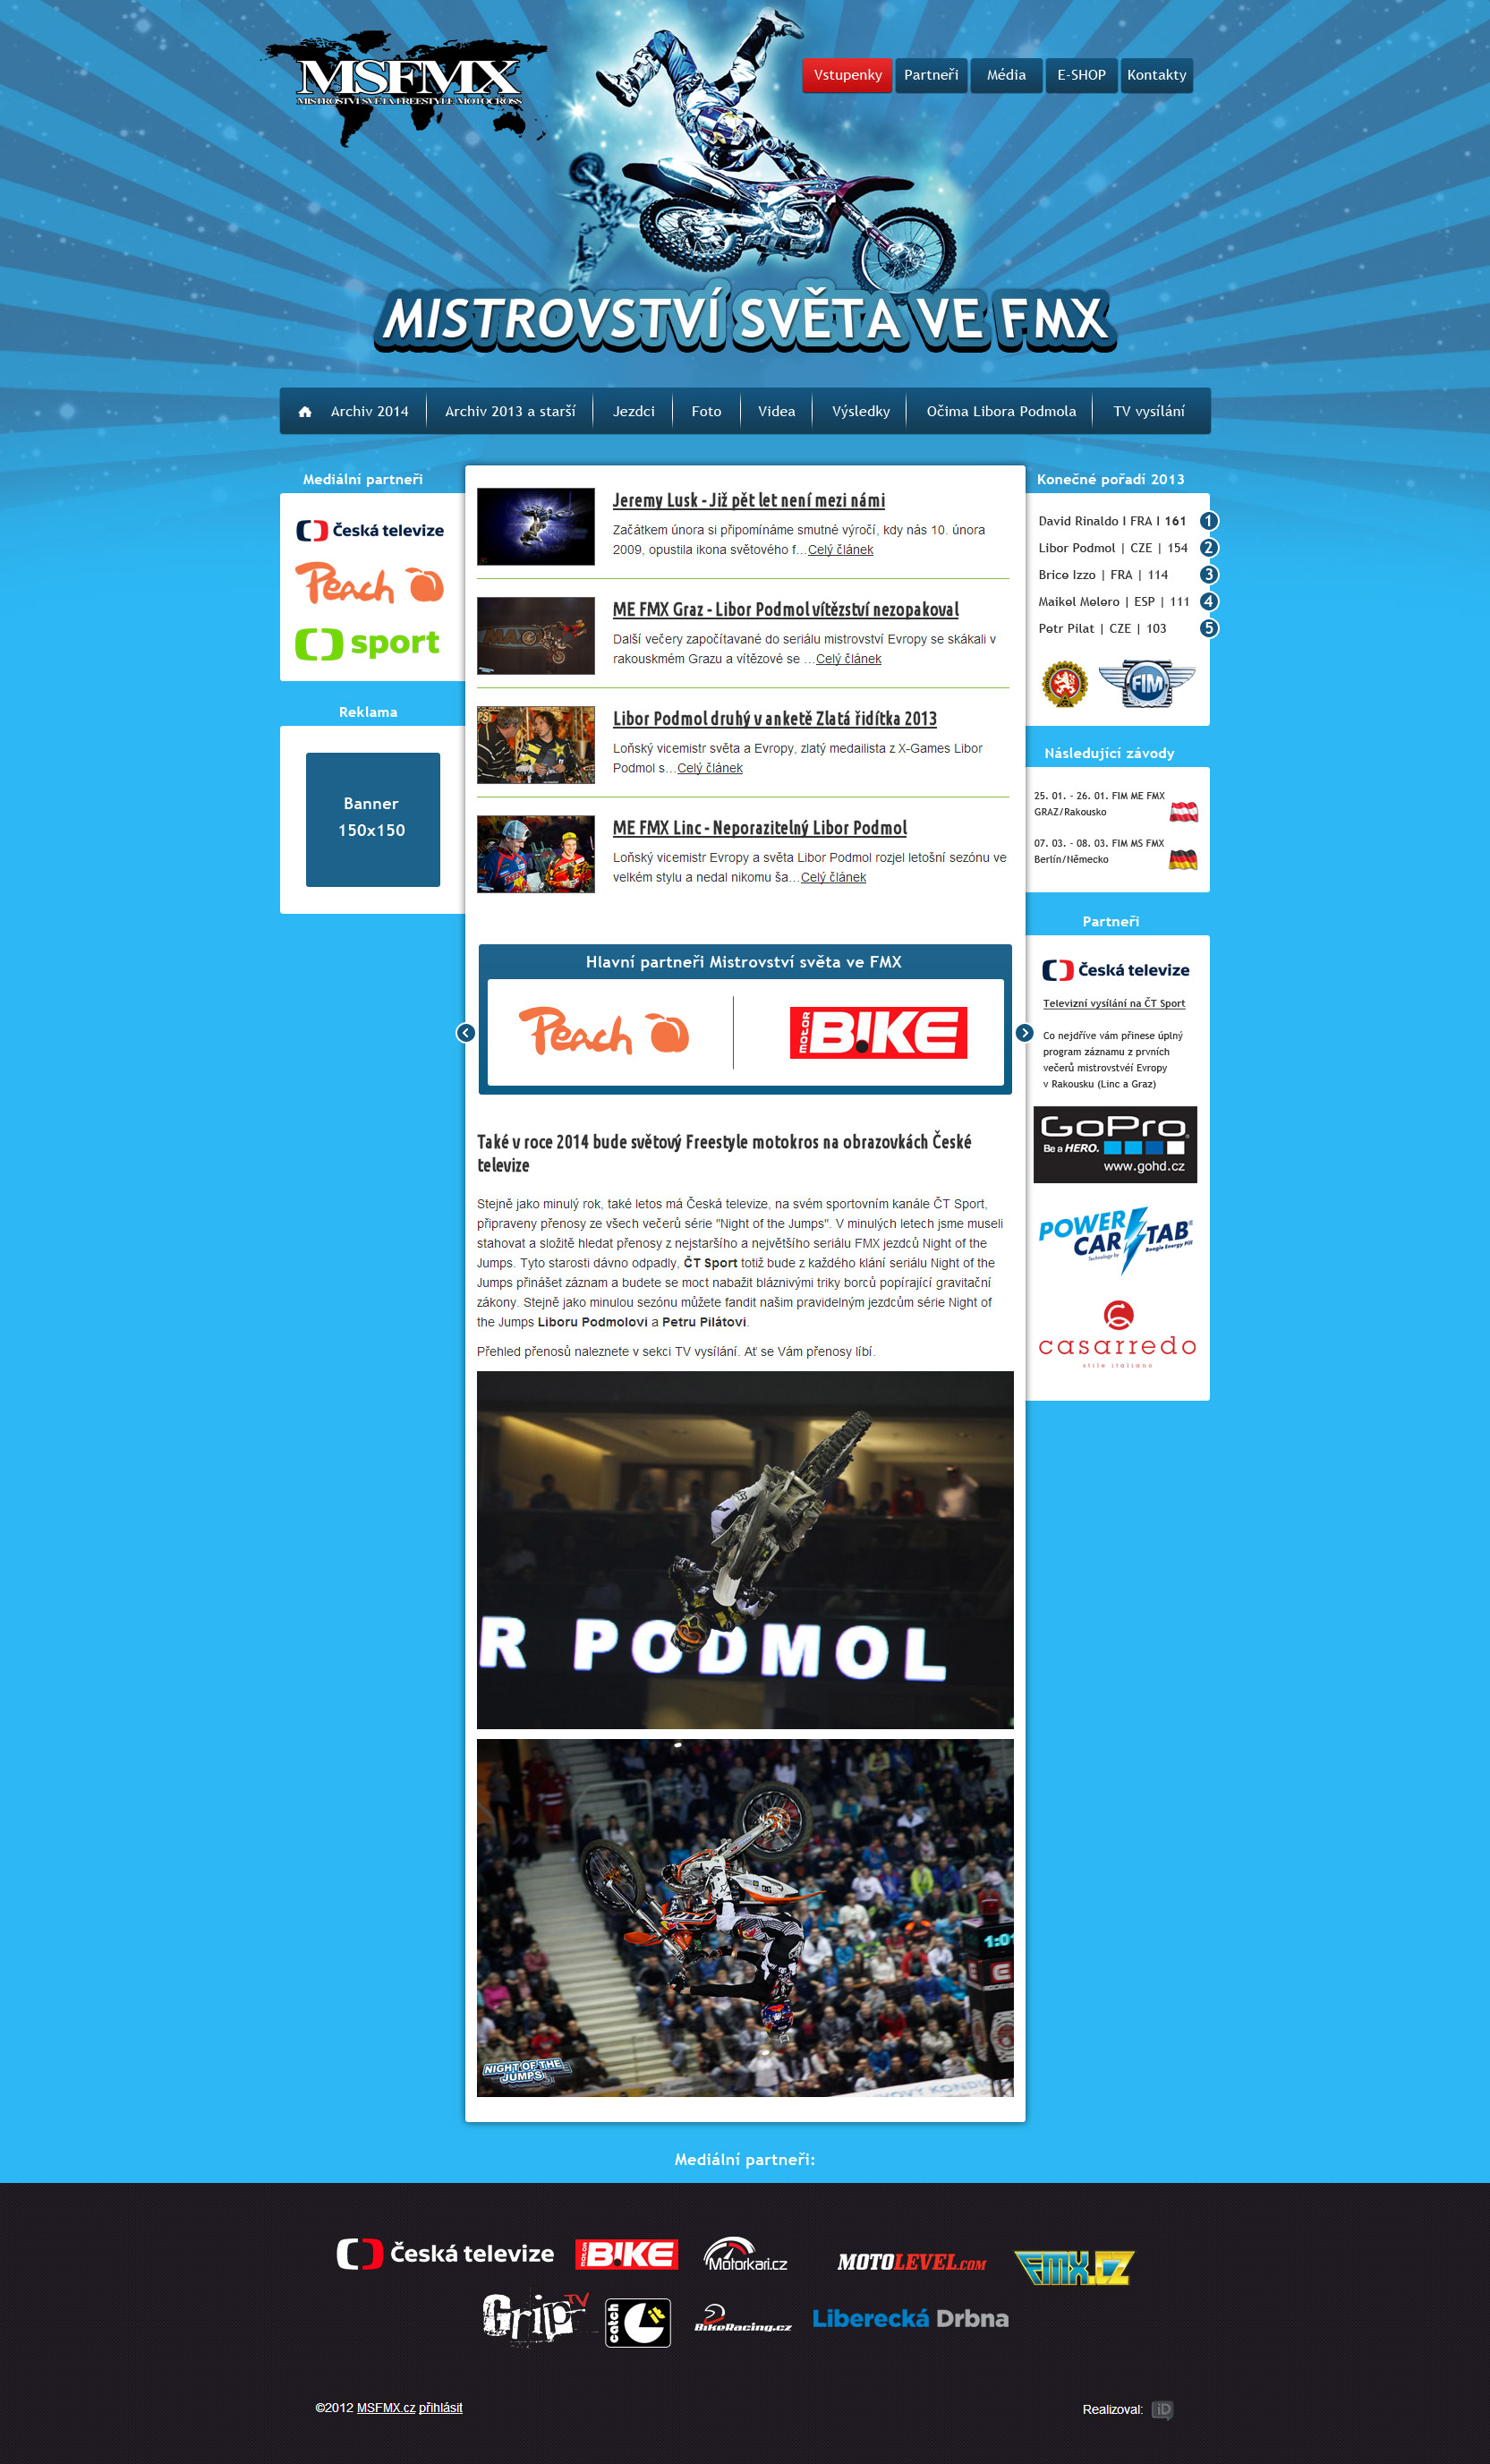 MSFMX
MISTROVSTVÍ SVĚTA FREESTYLE MOTOCROSS
Vstupenky
Partneři
Média
E-SHOP
Kontakty
MISTROVSTVÍ SVĚTA VE FMX
Archiv 2014
Archiv 2013 a starší
Jezdci
Foto
Videa
Výsledky
Očima Libora Podmola
TV vysílání
Mediální partneři
Česká televize
Peach
sport
Reklama
Banner
150x150
Jeremy Lusk - Již pět let není mezi námi
Začátkem února si připomínáme smutné výročí, kdy nás 10. února
2009, opustila ikona světového f...Celý článek
ME FMX Graz - Libor Podmol vítězství nezopakoval
Další večery započítavané do seriálu mistrovství Evropy se skákali v
rakouskmém Grazu a vítězové se ...Celý článek
Libor Podmol druhý v anketě Zlatá řidítka 2013
Loňský vicemistr světa a Evropy, zlatý medailista z X-Games Libor
Podmol s...Celý článek
ME FMX Linc - Neporazitelný Libor Podmol
Loňský vicemistr Evropy a světa Libor Podmol rozjel letošní sezónu ve
velkém stylu a nedal nikomu ša...Celý článek
Hlavní partneři Mistrovství světa ve FMX
Peach
MOTOR BIKE
Také v roce 2014 bude světový Freestyle motokros na obrazovkách České
televize
Stejně jako minulý rok, také letos má Česká televize, na svém sportovním kanále ČT Sport,
připraveny přenosy ze všech večerů série "Night of the Jumps". V minulých letech jsme museli
stahovat a složitě hledat přenosy z nejstaršího a největšího seriálu FMX jezdců Night of the
Jumps. Tyto starosti dávno odpadly, ČT Sport totiž bude z každého klání seriálu Night of the
Jumps přinášet záznam a budete se moct nabažit bláznivými triky borců popírající gravitační
zákony. Stejně jako minulou sezónu můžete fandit našim pravidelným jezdcům série Night of
the Jumps Liboru Podmolovi a Petru Pilátovi.
Přehled přenosů naleznete v sekci TV vysílání. Ať se Vám přenosy líbí.
R PODMOL
1:01
NIGHT OF THE
JUMPS
Konečné pořadí 2013
David Rinaldo I FRA I 161 1
Libor Podmol | CZE | 154 2
Brice Izzo | FRA | 114 3
Maikel Melero | ESP | 111 4
Petr Pilat | CZE | 103 5
FIM
Následující závody
25. 01. - 26. 01. FIM ME FMX
GRAZ/Rakousko
07. 03. - 08. 03. FIM MS FMX
Berlín/Německo
Partneři
Česká televize
Televizní vysílání na ČT Sport
Co nejdříve vám přinese úplný
program záznamu z prvních
večerů mistrovstvéí Evropy
v Rakousku (Linc a Graz)
GoPro
Be a HERO.
www.gohd.cz
POWER
CAR TAB
Technology by Boogie Energy Pill
casarredo
stile italiano
Mediální partneři:
Česká televize
MOTOR BIKE
Motorkari.cz
MOTOLEVEL.COM
FMX.CZ
Grip TV
catch it
BikeRacing.cz
Liberecká Drbna
©2012 MSFMX.cz přihlásit
Realizoval: iD